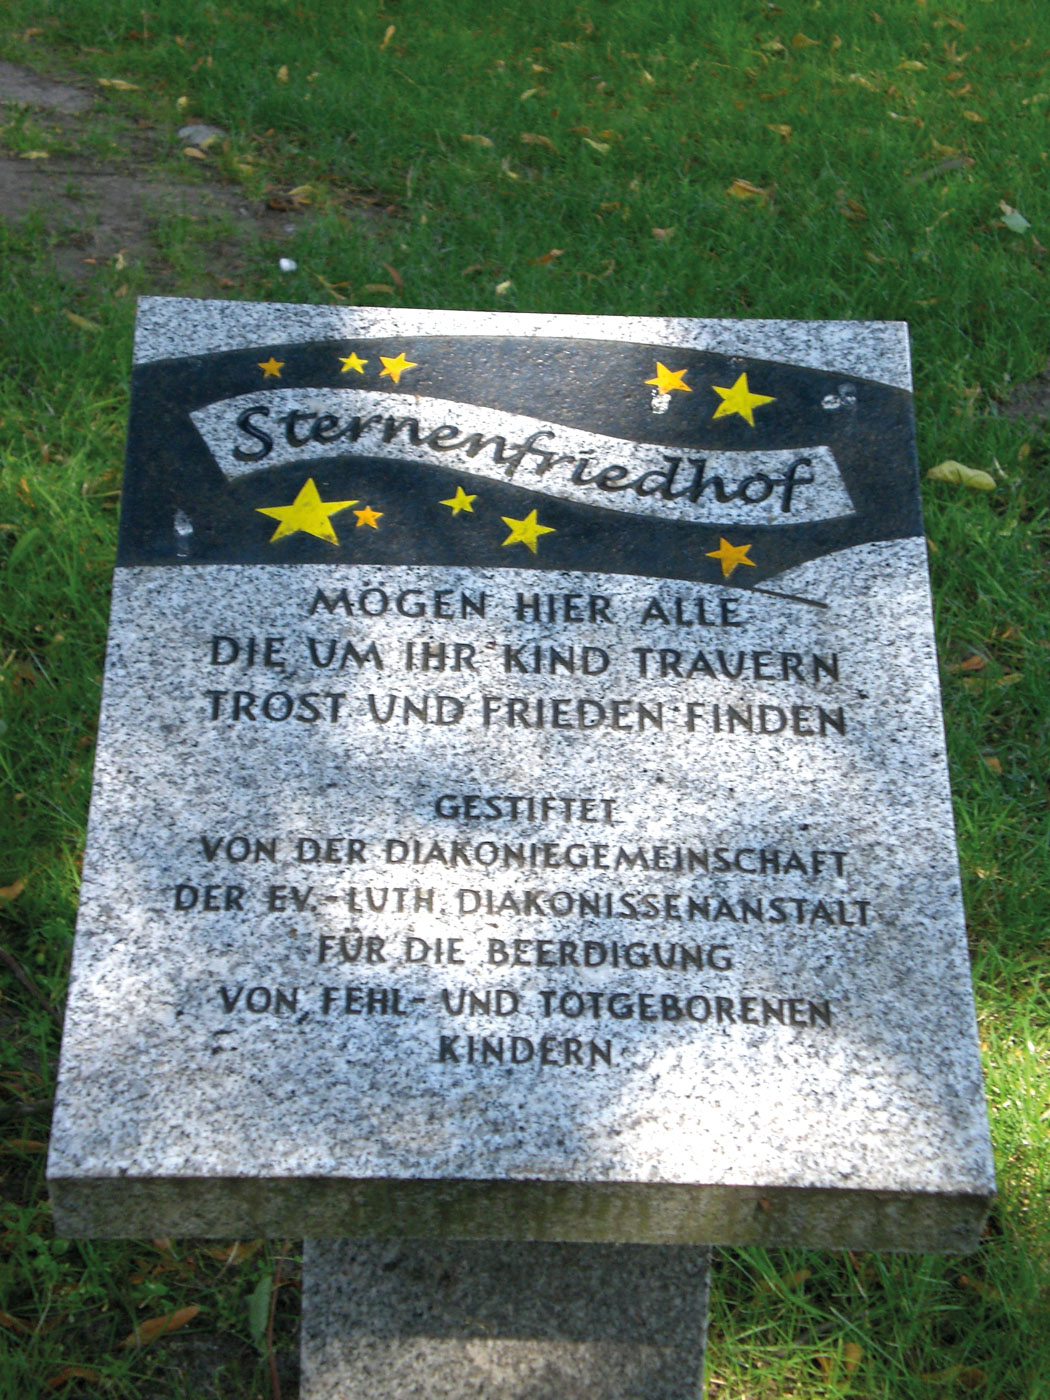 Sternenfriedhof
MÖGEN HIER ALLE
DIE UM IHR KIND TRAUERN
TROST UND FRIEDEN FINDEN
GESTIFTET
VON DER DIAKONIEGEMEINSCHAFT
DER EV.-LUTH. DIAKONISSENANSTALT
FÜR DIE BEERDIGUNG
VON FEHL- UND TOTGEBORENEN
KINDERN